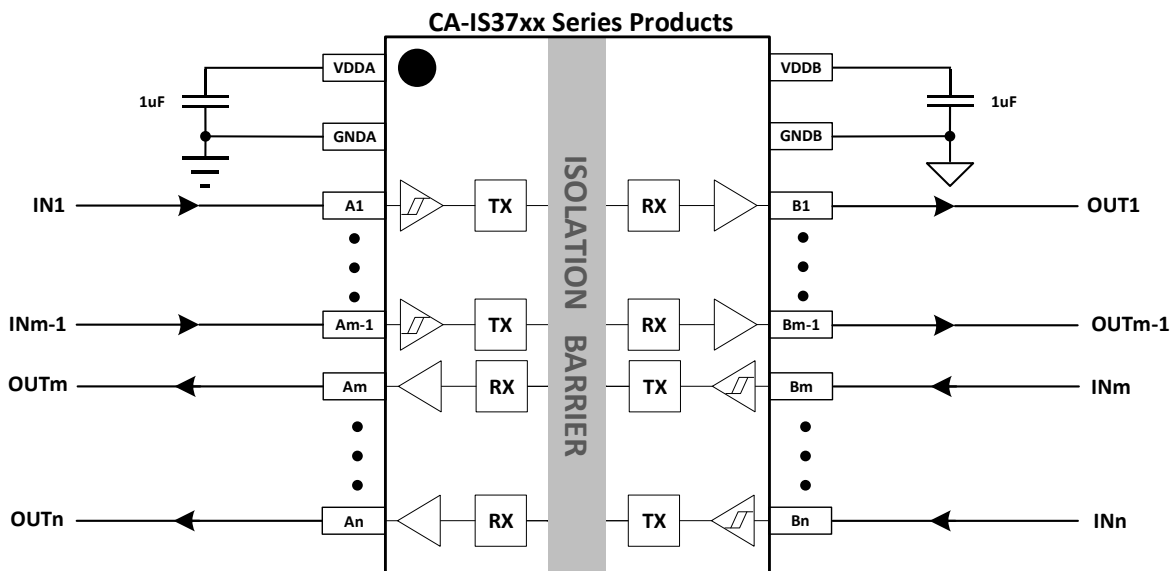 CA-IS37xx Series Products
VDDA
VDDB
1uF
1uF
GNDA
GNDB
ISOLATION BARRIER
IN1
A1
TX
RX
B1
OUT1
INm-1
Am-1
TX
RX
Bm-1
OUTm-1
OUTm
Am
RX
TX
Bm
INm
OUTn
An
RX
TX
Bn
INn